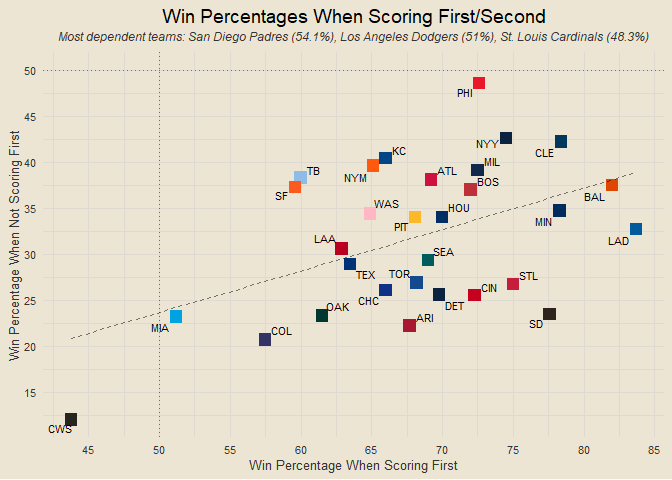 Win Percentages When Scoring First/Second
Most dependent teams: San Diego Padres (54.1%), Los Angeles Dodgers (51%), St. Louis Cardinals (48.3%)
50
PHI
45
NYY
CLE
40
KC
MIL
NYM
TB
ATL
BOS
SF
BAL
35
WAS
HOU
PIT
MIN
LAD
30
LAA
SEA
TEX
TOR
STL
25
CHC
CIN
DET
OAK
SD
MIA
ARI
20
COL
15
CWS
45
50
55
60
65
70
75
80
85
Win Percentage When Not Scoring First
Win Percentage When Scoring First